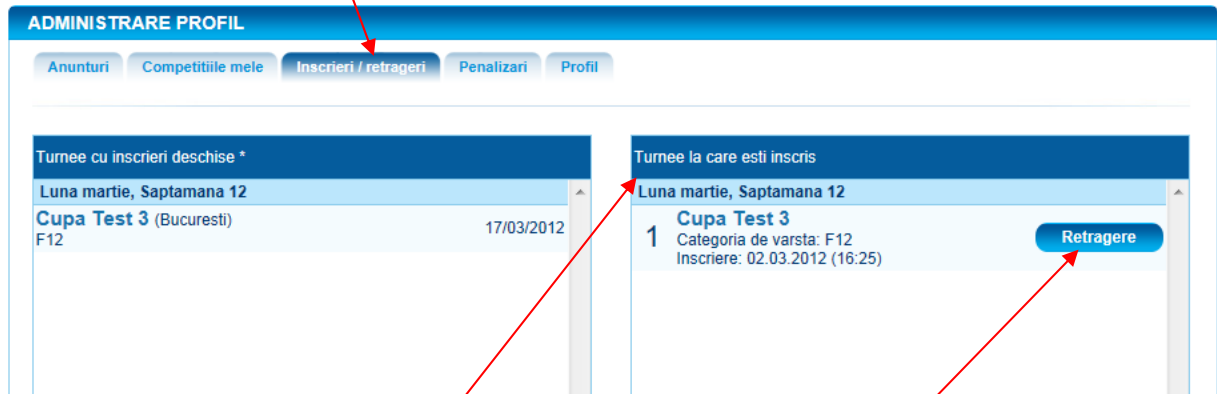 ADMINISTRARE PROFIL
Anunturi Competitiile mele Inscrieri / retrageri Penalizari Profil
Turnee cu inscrieri deschise *
Luna martie, Saptamana 12
Cupa Test 3 (Bucuresti)
F12
17/03/2012
Turnee la care esti inscris
Luna martie, Saptamana 12
1
Cupa Test 3
Categoria de varsta: F12
Inscriere: 02.03.2012 (16:25)
Retragere